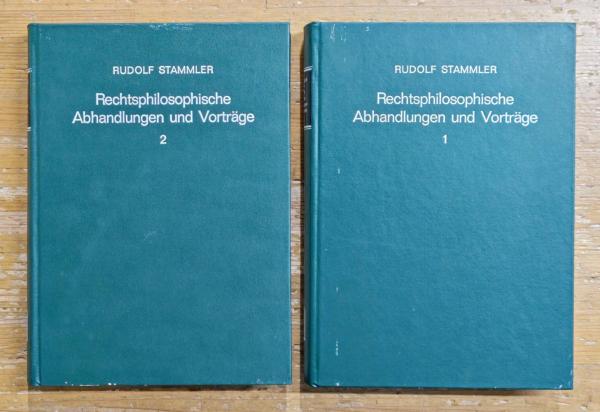 RUDOLF STAMMLER
Rechtsphilosophische
Abhandlungen und Vorträge
2
RUDOLF STAMMLER
Rechtsphilosophische
Abhandlungen und Vorträge
1